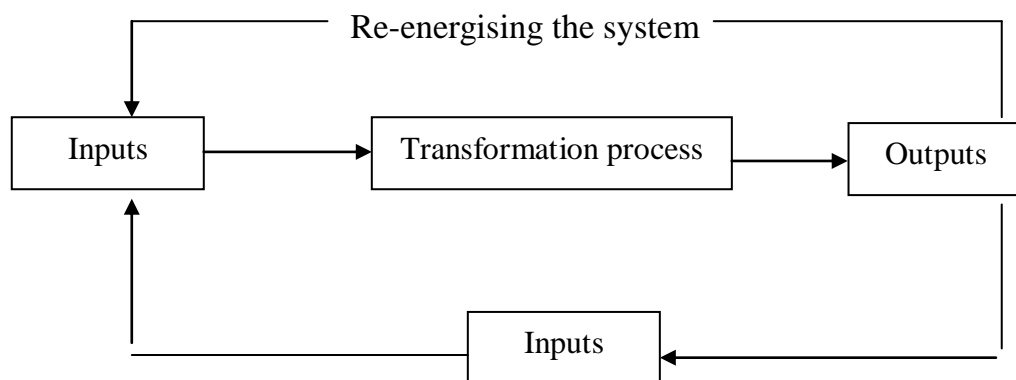 Re-energising the system
Inputs
Transformation process
Outputs
Inputs